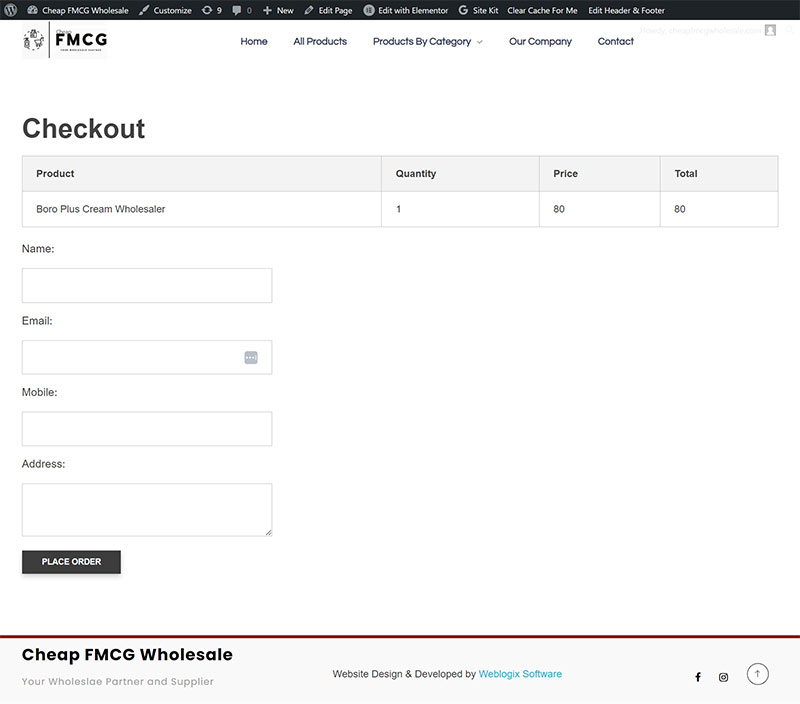 Cheap FMCG Wholesale Customize 9 0 New Edit Page Edit with Elementor Site Kit Clear Cache For Me Edit Header & Footer
Howdy, cheapfmcgwholesale.com
Cheap
FMCG
YOUR WHOLESALE PARTNER
Home All Products Products By Category Our Company Contact
Checkout
Product Quantity Price Total
Boro Plus Cream Wholesaler 1 80 80
Name:
Email:
Mobile:
Address:
PLACE ORDER
Cheap FMCG Wholesale
Your Wholeslae Partner and Supplier
Website Design & Developed by Weblogix Software